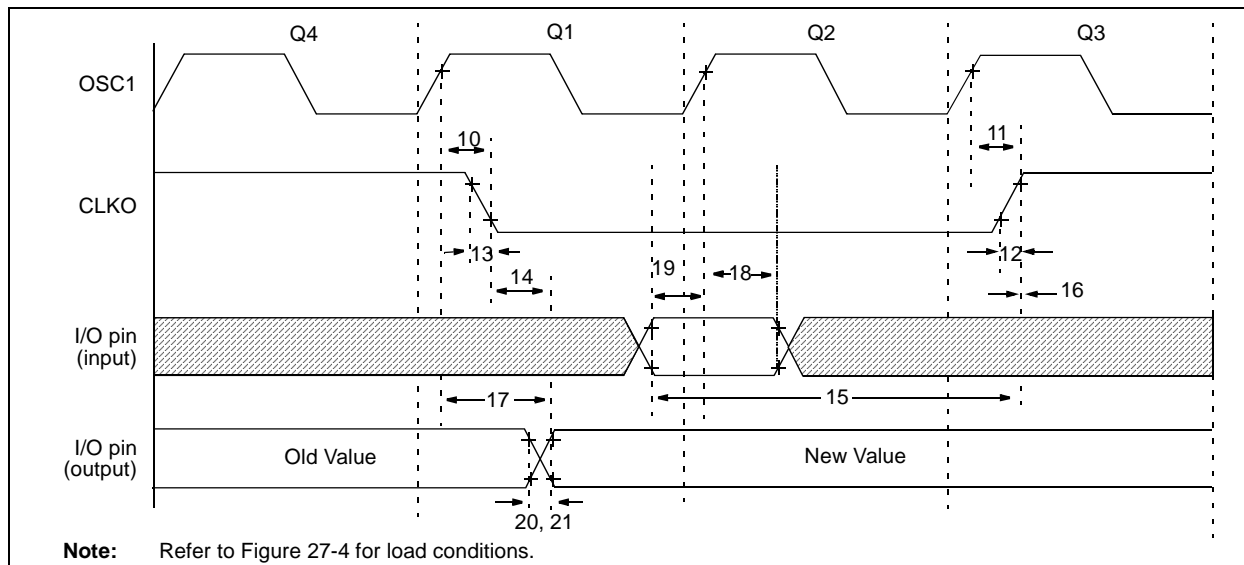 Q4 Q1 Q2 Q3
OSC1
10 11
CLKO
13 12
14 19 18 16
I/O pin
(input)
17 15
I/O pin
(output)
Old Value New Value
20, 21
Note: Refer to Figure 27-4 for load conditions.